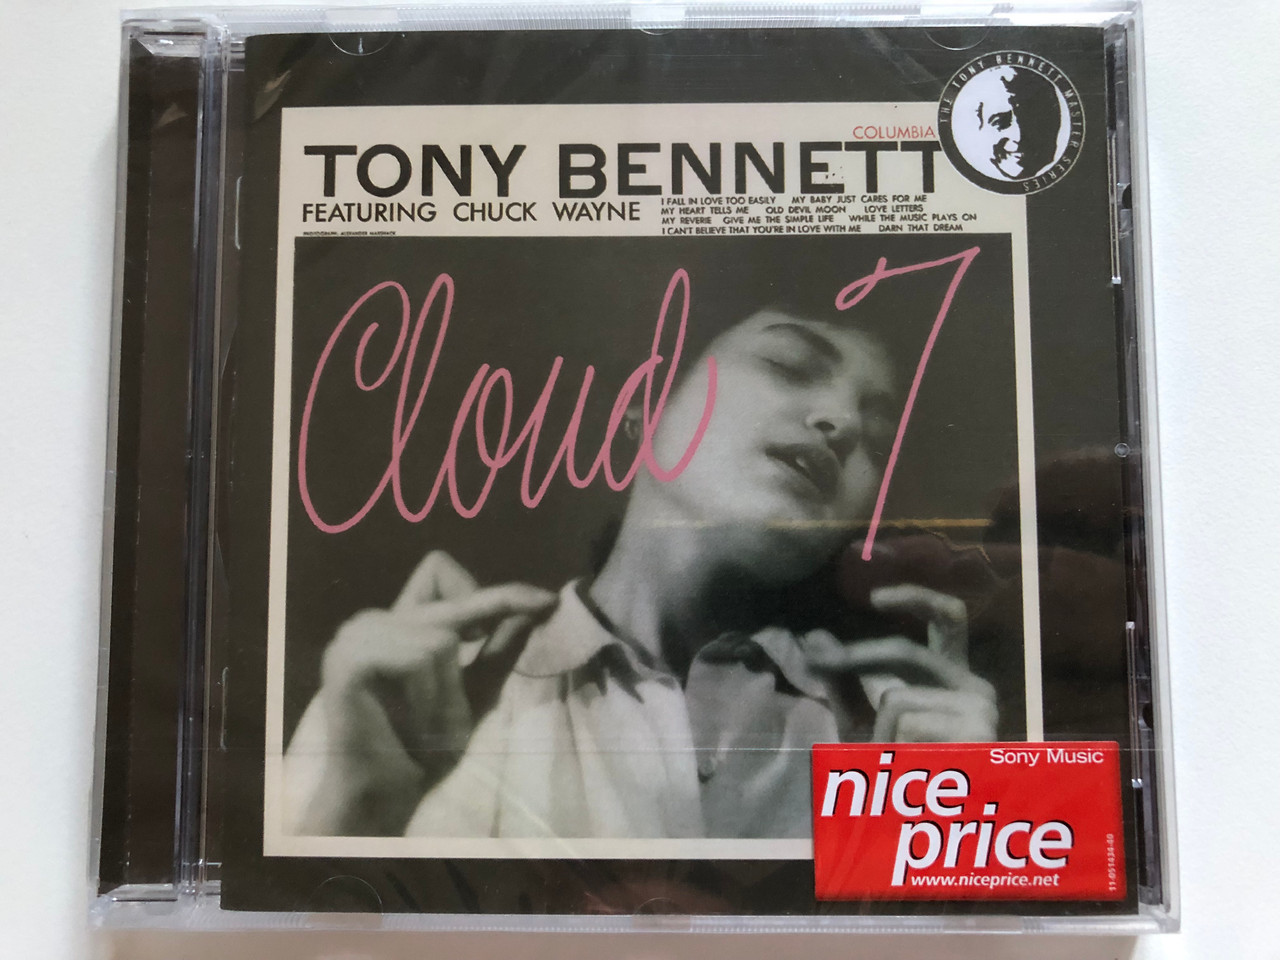 THE TONY BENNETT MASTER SERIES
COLUMBIA
TONY BENNETT
FEATURING CHUCK WAYNE
I FALL IN LOVE TOO EASILY MY BABY JUST CARES FOR ME
MY HEART TELLS ME OLD DEVIL MOON LOVE LETTERS
MY REVERIE GIVE ME THE SIMPLE LIFE WHILE THE MUSIC PLAYS ON
I CAN'T BELIEVE THAT YOU'RE IN LOVE WITH ME DARN THAT DREAM
Cloud 7
Sony Music
nice
price
www.niceprice.net
11-051434-40